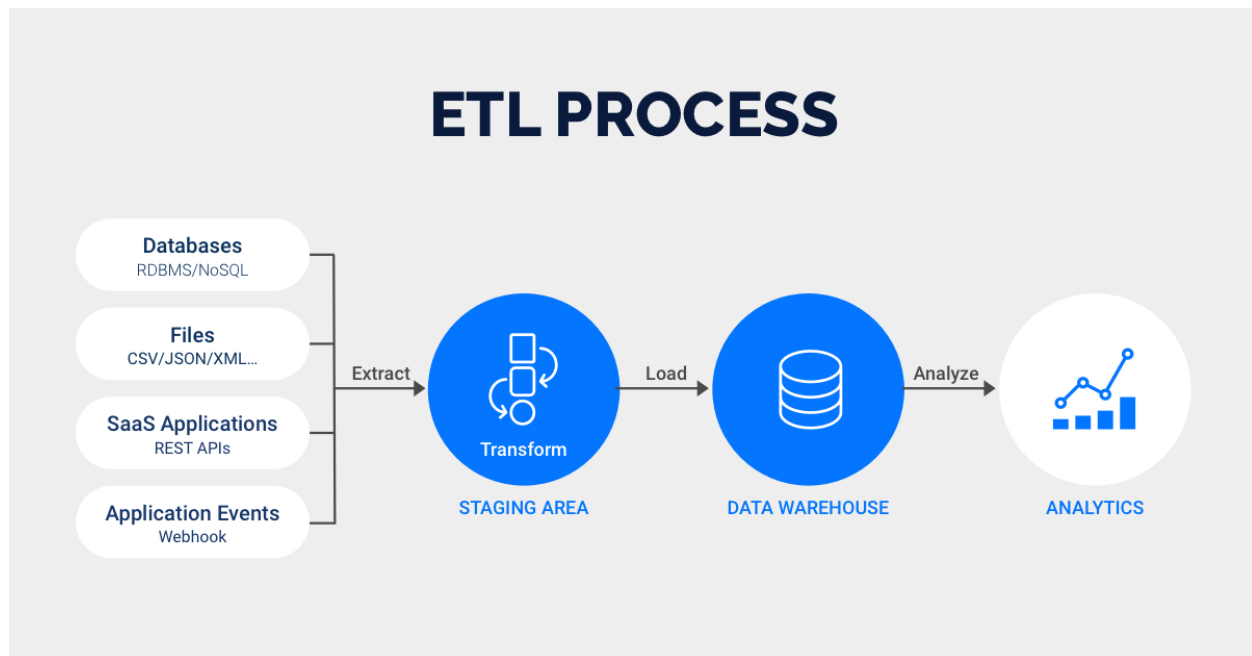 ETL PROCESS
Databases
RDBMS/NoSQL
Files
CSV/JSON/XML...
SaaS Applications
REST APIs
Application Events
Webhook
Extract
Transform
STAGING AREA
Load
DATA WAREHOUSE
Analyze
ANALYTICS